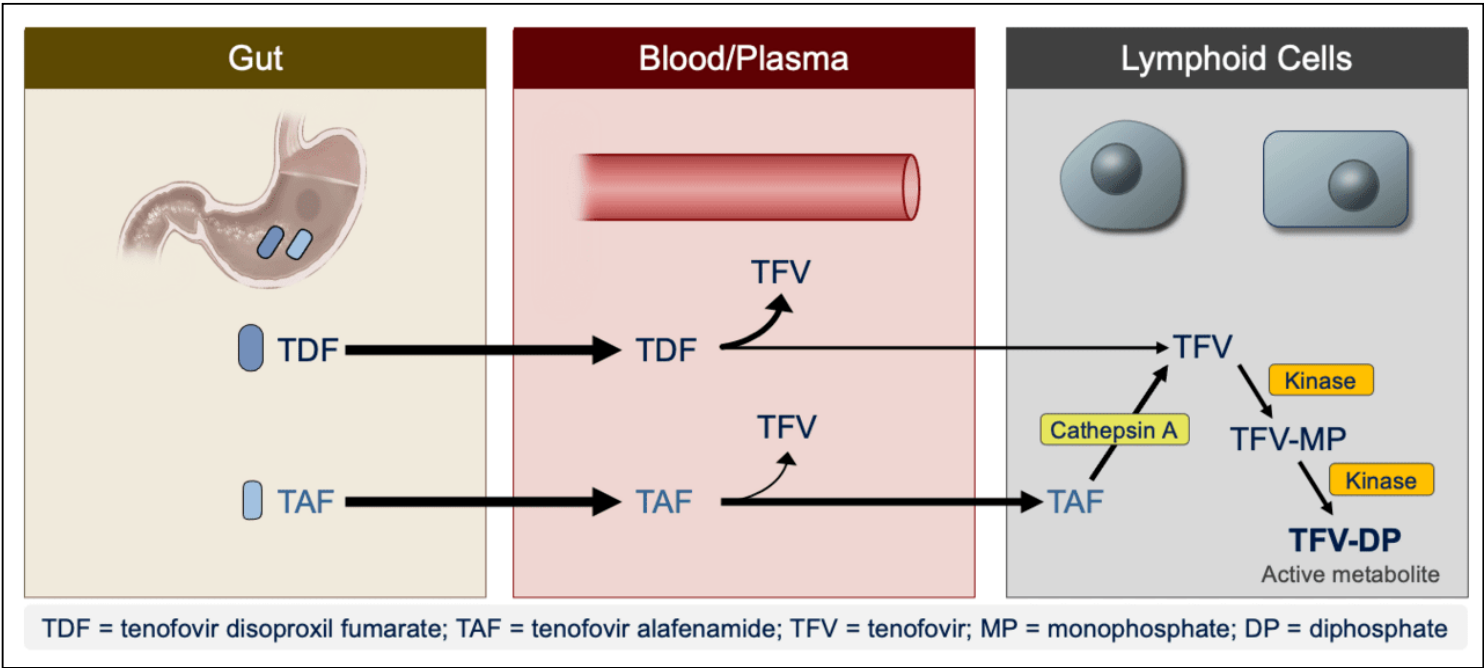 Gut
Blood/Plasma
Lymphoid Cells
TFV
TDF
TDF
TFV
Kinase
TFV
Cathepsin A
TFV-MP
Kinase
TAF
TAF
TAF
TFV-DP
Active metabolite
TDF = tenofovir disoproxil fumarate; TAF = tenofovir alafenamide; TFV = tenofovir; MP = monophosphate; DP = diphosphate